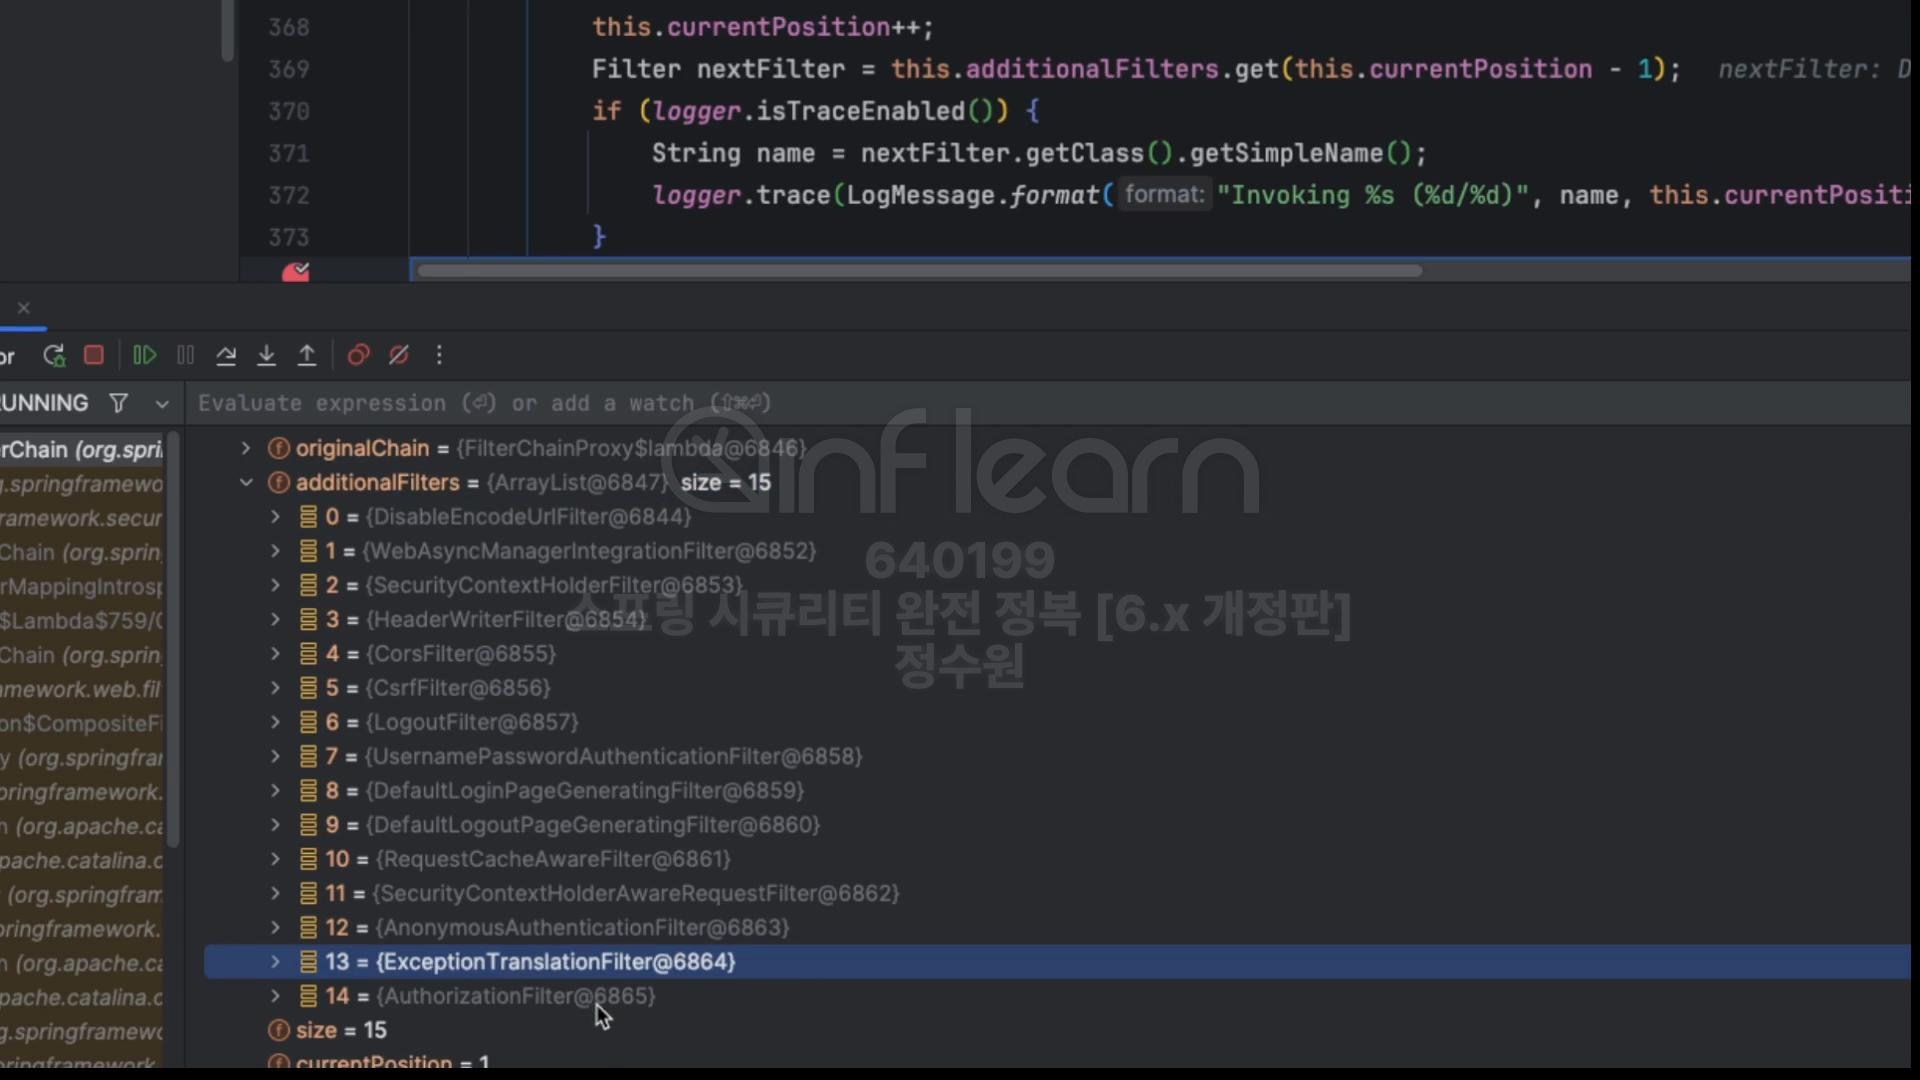 368 this.currentPosition++;
369 Filter nextFilter = this.additionalFilters.get(this.currentPosition - 1); nextFilter: D
370 if (logger.isTraceEnabled()) {
371 String name = nextFilter.getClass().getSimpleName();
372 logger.trace(LogMessage.format( format: "Invoking %s (%d/%d)", name, this.currentPositi
373 }
or
UNNING
Evaluate expression (⏎) or add a watch (⇧⌘⏎)
erChain (org.spri
g.springframewo
ramework.secur
Chain (org.sprin
rMappingIntrosp
$Lambda$759/0
Chain (org.sprin
amework.web.fil
on$CompositeFi
y (org.springfra
pringframework.
n (org.apache.ca
pache.catalina.c
r (org.springfram
pringframework.
n (org.apache.ca
pache.catalina.c
g.springframewo
pringframework
originalChain = {FilterChainProxy$lambda@6846}
additionalFilters = {ArrayList@6847} size = 15
0 = {DisableEncodeUrlFilter@6844}
1 = {WebAsyncManagerIntegrationFilter@6852}
2 = {SecurityContextHolderFilter@6853}
3 = {HeaderWriterFilter@6854}
4 = {CorsFilter@6855}
5 = {CsrfFilter@6856}
6 = {LogoutFilter@6857}
7 = {UsernamePasswordAuthenticationFilter@6858}
8 = {DefaultLoginPageGeneratingFilter@6859}
9 = {DefaultLogoutPageGeneratingFilter@6860}
10 = {RequestCacheAwareFilter@6861}
11 = {SecurityContextHolderAwareRequestFilter@6862}
12 = {AnonymousAuthenticationFilter@6863}
13 = {ExceptionTranslationFilter@6864}
14 = {AuthorizationFilter@6865}
size = 15
currentPosition = 1
inflearn
640199
스프링 시큐리티 완전 정복 [6.x 개정판]
정수원